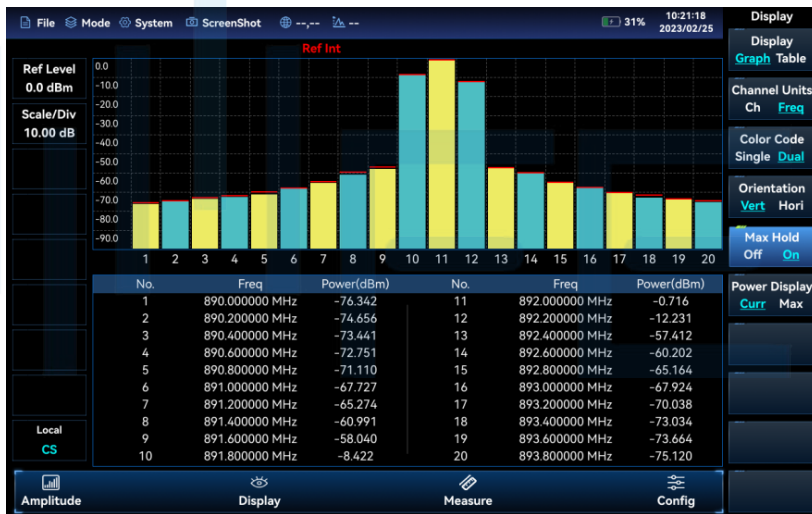 File Mode System ScreenShot --,-- -- 31% 10:21:18 2023/02/25
Display
Ref Int
Ref Level
0.0 dBm
Scale/Div
10.00 dB
Local
CS
0.0
-10.0
-20.0
-30.0
-40.0
-50.0
-60.0
-70.0
-80.0
-90.0
1 2 3 4 5 6 7 8 9 10 11 12 13 14 15 16 17 18 19 20
No. Freq Power(dBm) No. Freq Power(dBm)
1 890.000000 MHz -76.342 11 892.000000 MHz -0.716
2 890.200000 MHz -74.656 12 892.200000 MHz -12.231
3 890.400000 MHz -73.441 13 892.400000 MHz -57.412
4 890.600000 MHz -72.751 14 892.600000 MHz -60.202
5 890.800000 MHz -71.110 15 892.800000 MHz -65.164
6 891.000000 MHz -67.727 16 893.000000 MHz -67.924
7 891.200000 MHz -65.274 17 893.200000 MHz -70.038
8 891.400000 MHz -60.991 18 893.400000 MHz -73.034
9 891.600000 MHz -58.040 19 893.600000 MHz -73.664
10 891.800000 MHz -8.422 20 893.800000 MHz -75.120
Display
Graph Table
Channel Units
Ch Freq
Color Code
Single Dual
Orientation
Vert Hori
Max Hold
Off On
Power Display
Curr Max
Amplitude Display Measure Config